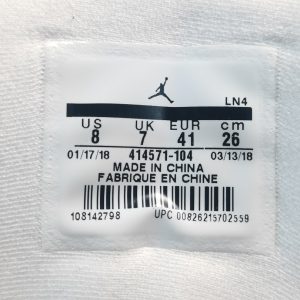 LN4
US UK EUR cm
8 7 41 26
01/17/18 414571-104 03/13/18
MADE IN CHINA
FABRIQUE EN CHINE
108142798 UPC 00826215702559